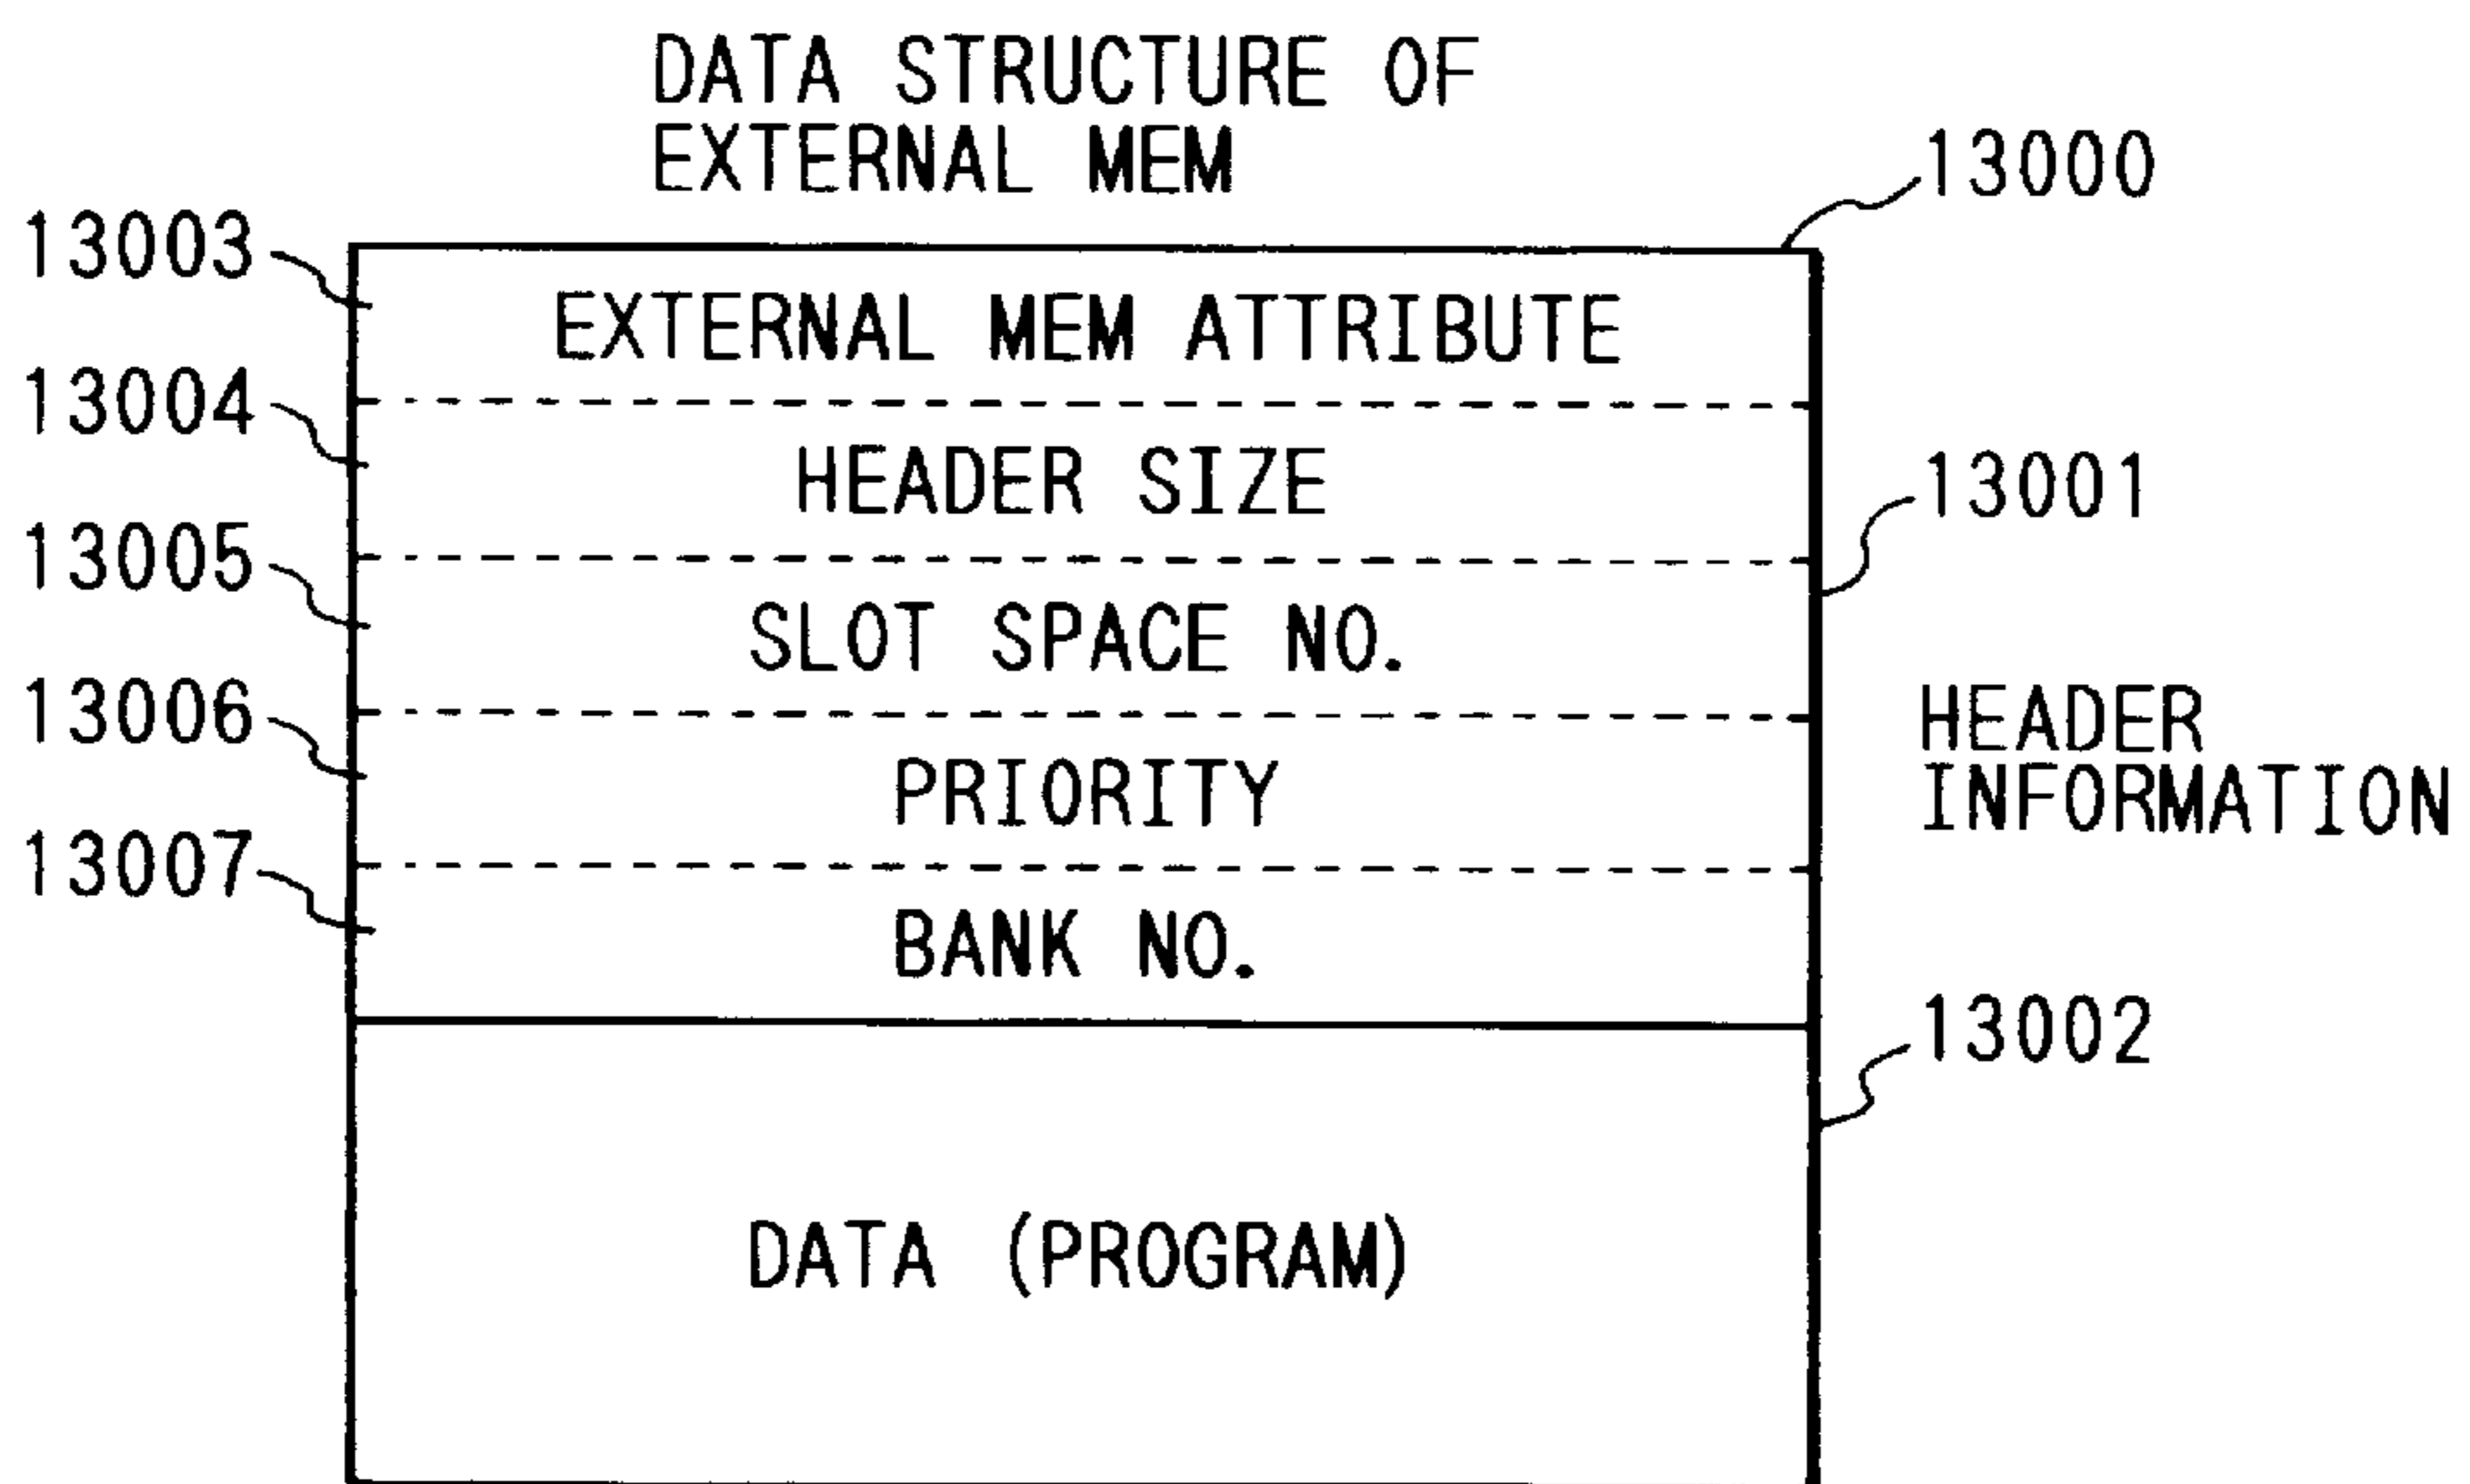 DATA STRUCTURE OF
EXTERNAL MEM
13000
13003
EXTERNAL MEM ATTRIBUTE
13004
HEADER SIZE
13001
13005
SLOT SPACE NO.
13006
PRIORITY
HEADER
INFORMATION
13007
BANK NO.
13002
DATA (PROGRAM)